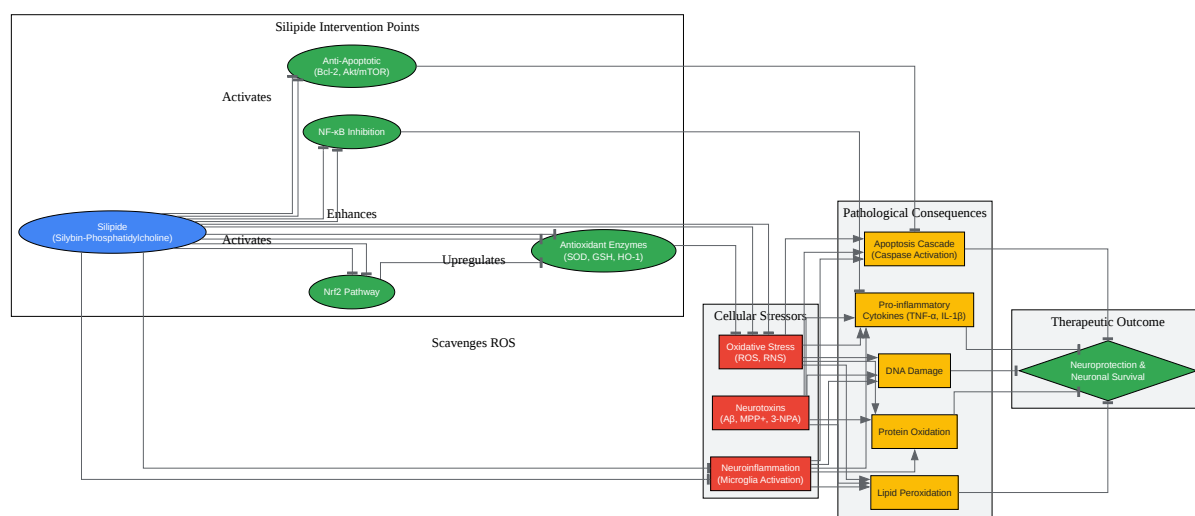 Silipide Intervention Points
Anti-Apoptotic
(Bcl-2, Akt/mTOR)
Activates
NF-κB Inhibition
Enhances
Silipide
(Silybin-Phosphatidylcholine)
Activates
Antioxidant Enzymes
(SOD, GSH, HO-1)
Upregulates
Nrf2 Pathway
Scavenges ROS
Cellular Stressors
Oxidative Stress
(ROS, RNS)
Neurotoxins
(Aβ, MPP+, 3-NPA)
Neuroinflammation
(Microglia Activation)
Pathological Consequences
Apoptosis Cascade
(Caspase Activation)
Pro-inflammatory
Cytokines (TNF-α, IL-1β)
DNA Damage
Protein Oxidation
Lipid Peroxidation
Therapeutic Outcome
Neuroprotection &
Neuronal Survival